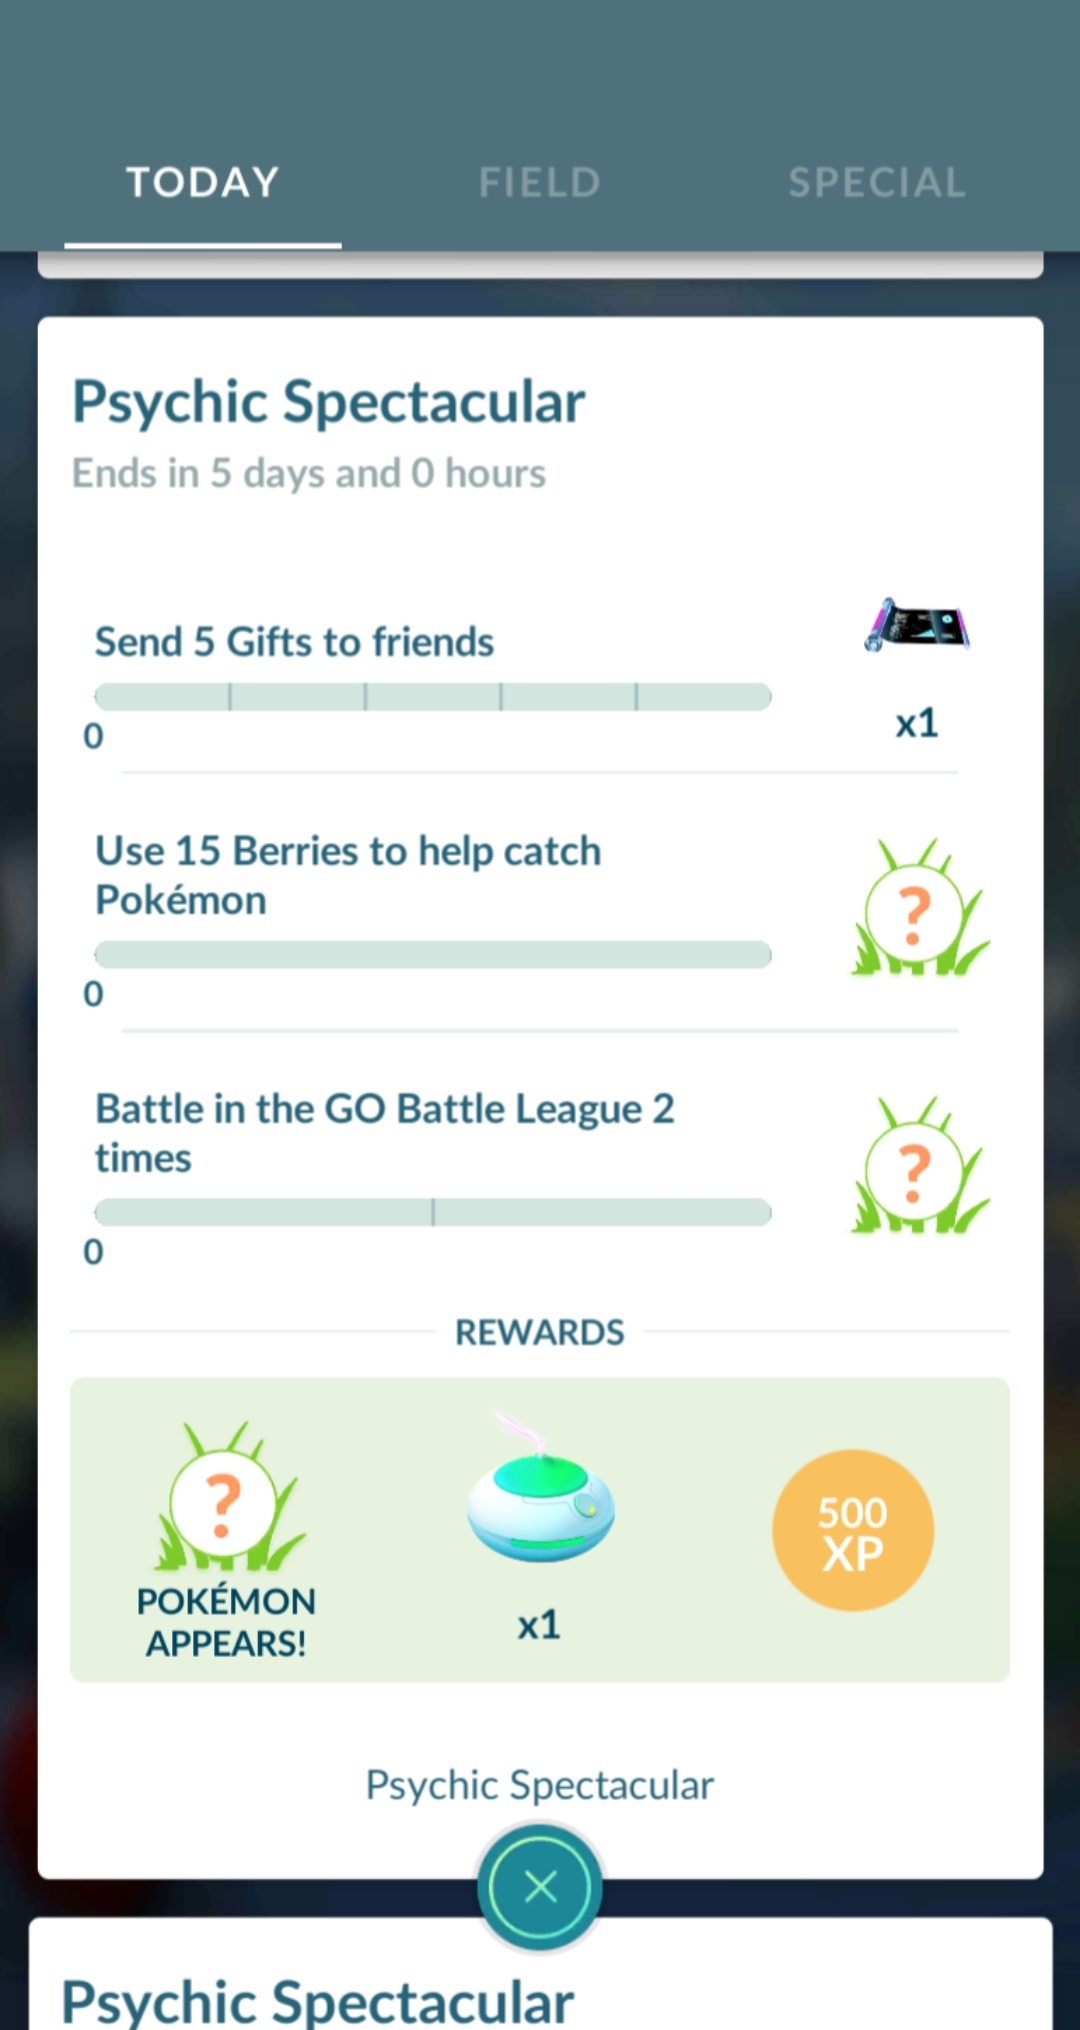 TODAY
FIELD
SPECIAL
Psychic Spectacular
Ends in 5 days and 0 hours
Send 5 Gifts to friends
0
x1
Use 15 Berries to help catch
Pokémon
0
?
Battle in the GO Battle League 2
times
0
?
REWARDS
?
POKÉMON
APPEARS!
x1
500
XP
Psychic Spectacular
Psychic Spectacular